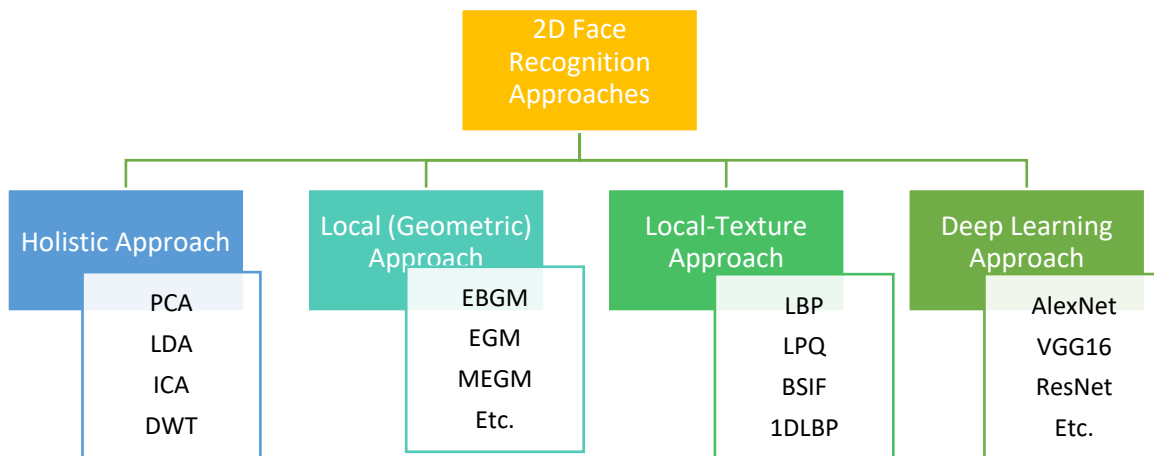 2D Face
Recognition
Approaches
Holistic Approach
PCA
LDA
ICA
DWT
Local (Geometric)
Approach
EBGM
EGM
MEGM
Etc.
Local-Texture
Approach
LBP
LPQ
BSIF
1DLBP
Deep Learning
Approach
AlexNet
VGG16
ResNet
Etc.